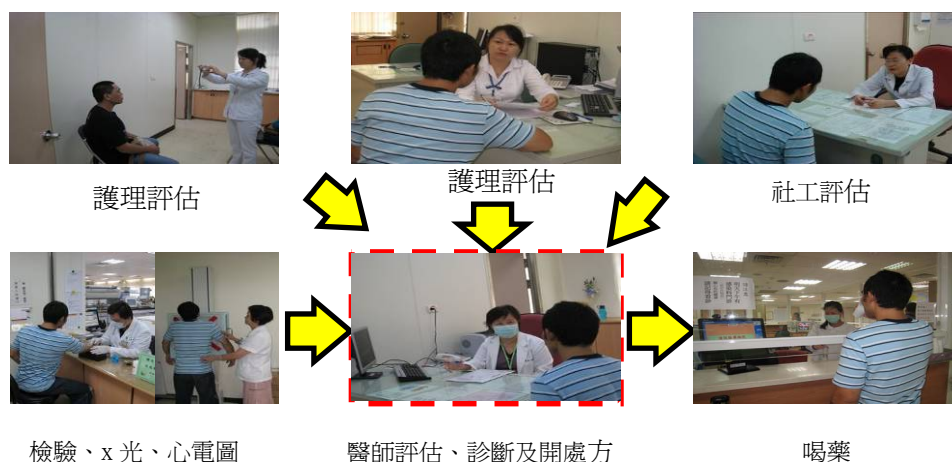 護理評估
護理評估
社工評估
檢驗、x 光、心電圖
醫師評估、診斷及開處方
喝藥